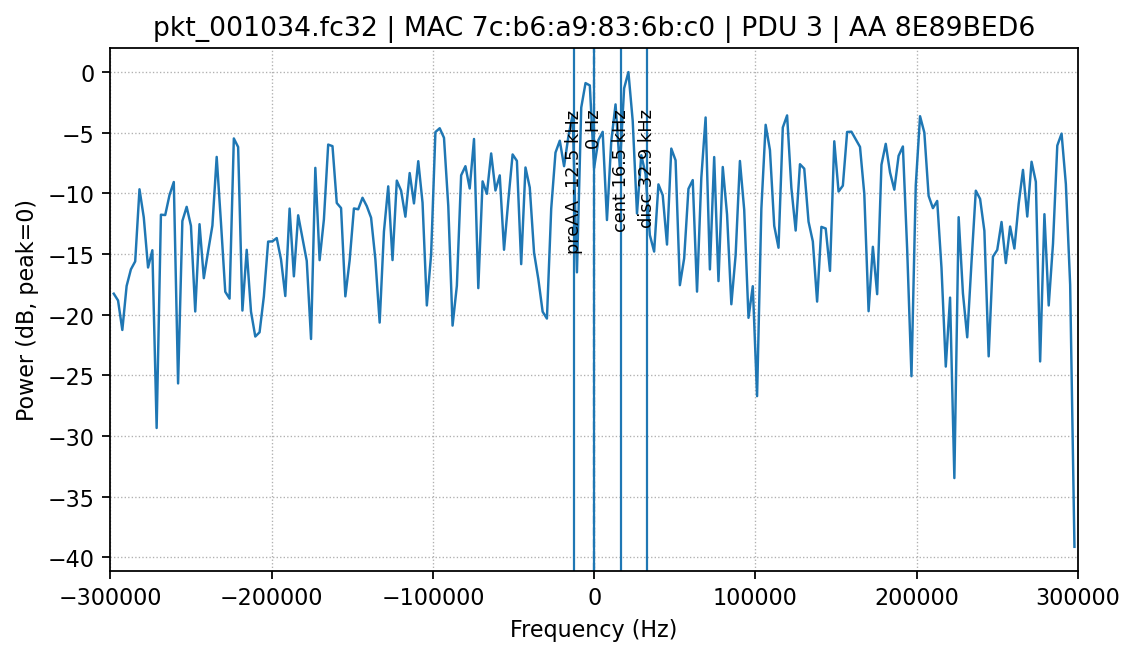 pkt_001034.fc32 | MAC 7c:b6:a9:83:6b:c0 | PDU 3 | AA 8E89BED6
Power (dB, peak=0)
0
−5
−10
−15
−20
−25
−30
−35
−40
preAA -12.5 kHz
0 Hz
cent 16.5 kHz
disc 32.9 kHz
−300000
−200000
−100000
0
100000
200000
300000
Frequency (Hz)